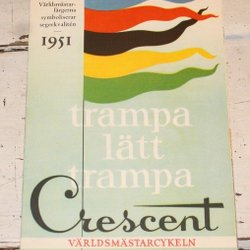 Världsmästar-
färgerna
symboliserar
segerkvalitén
1951
trampa
lätt
trampa
Crescent
VÄRLDSMÄSTARCYKELN